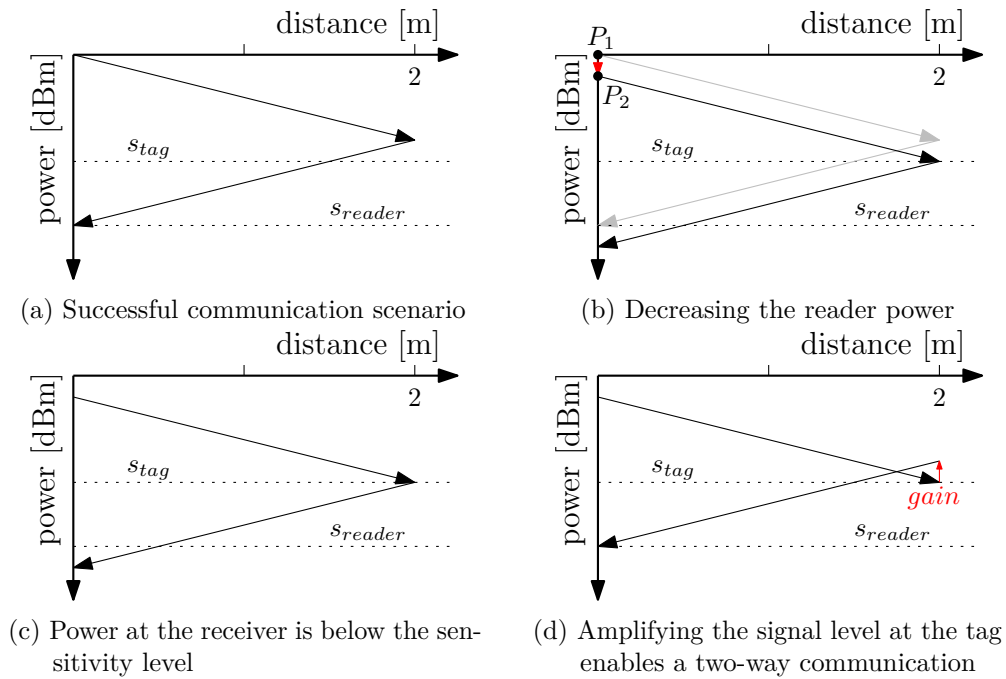 distance [m]
2
power [dBm]
s_tag
s_reader
(a) Successful communication scenario
distance [m]
P_1
2
P_2
power [dBm]
s_tag
s_reader
(b) Decreasing the reader power
distance [m]
2
power [dBm]
s_tag
s_reader
(c) Power at the receiver is below the sen-
sitivity level
distance [m]
2
power [dBm]
s_tag
gain
s_reader
(d) Amplifying the signal level at the tag
enables a two-way communication